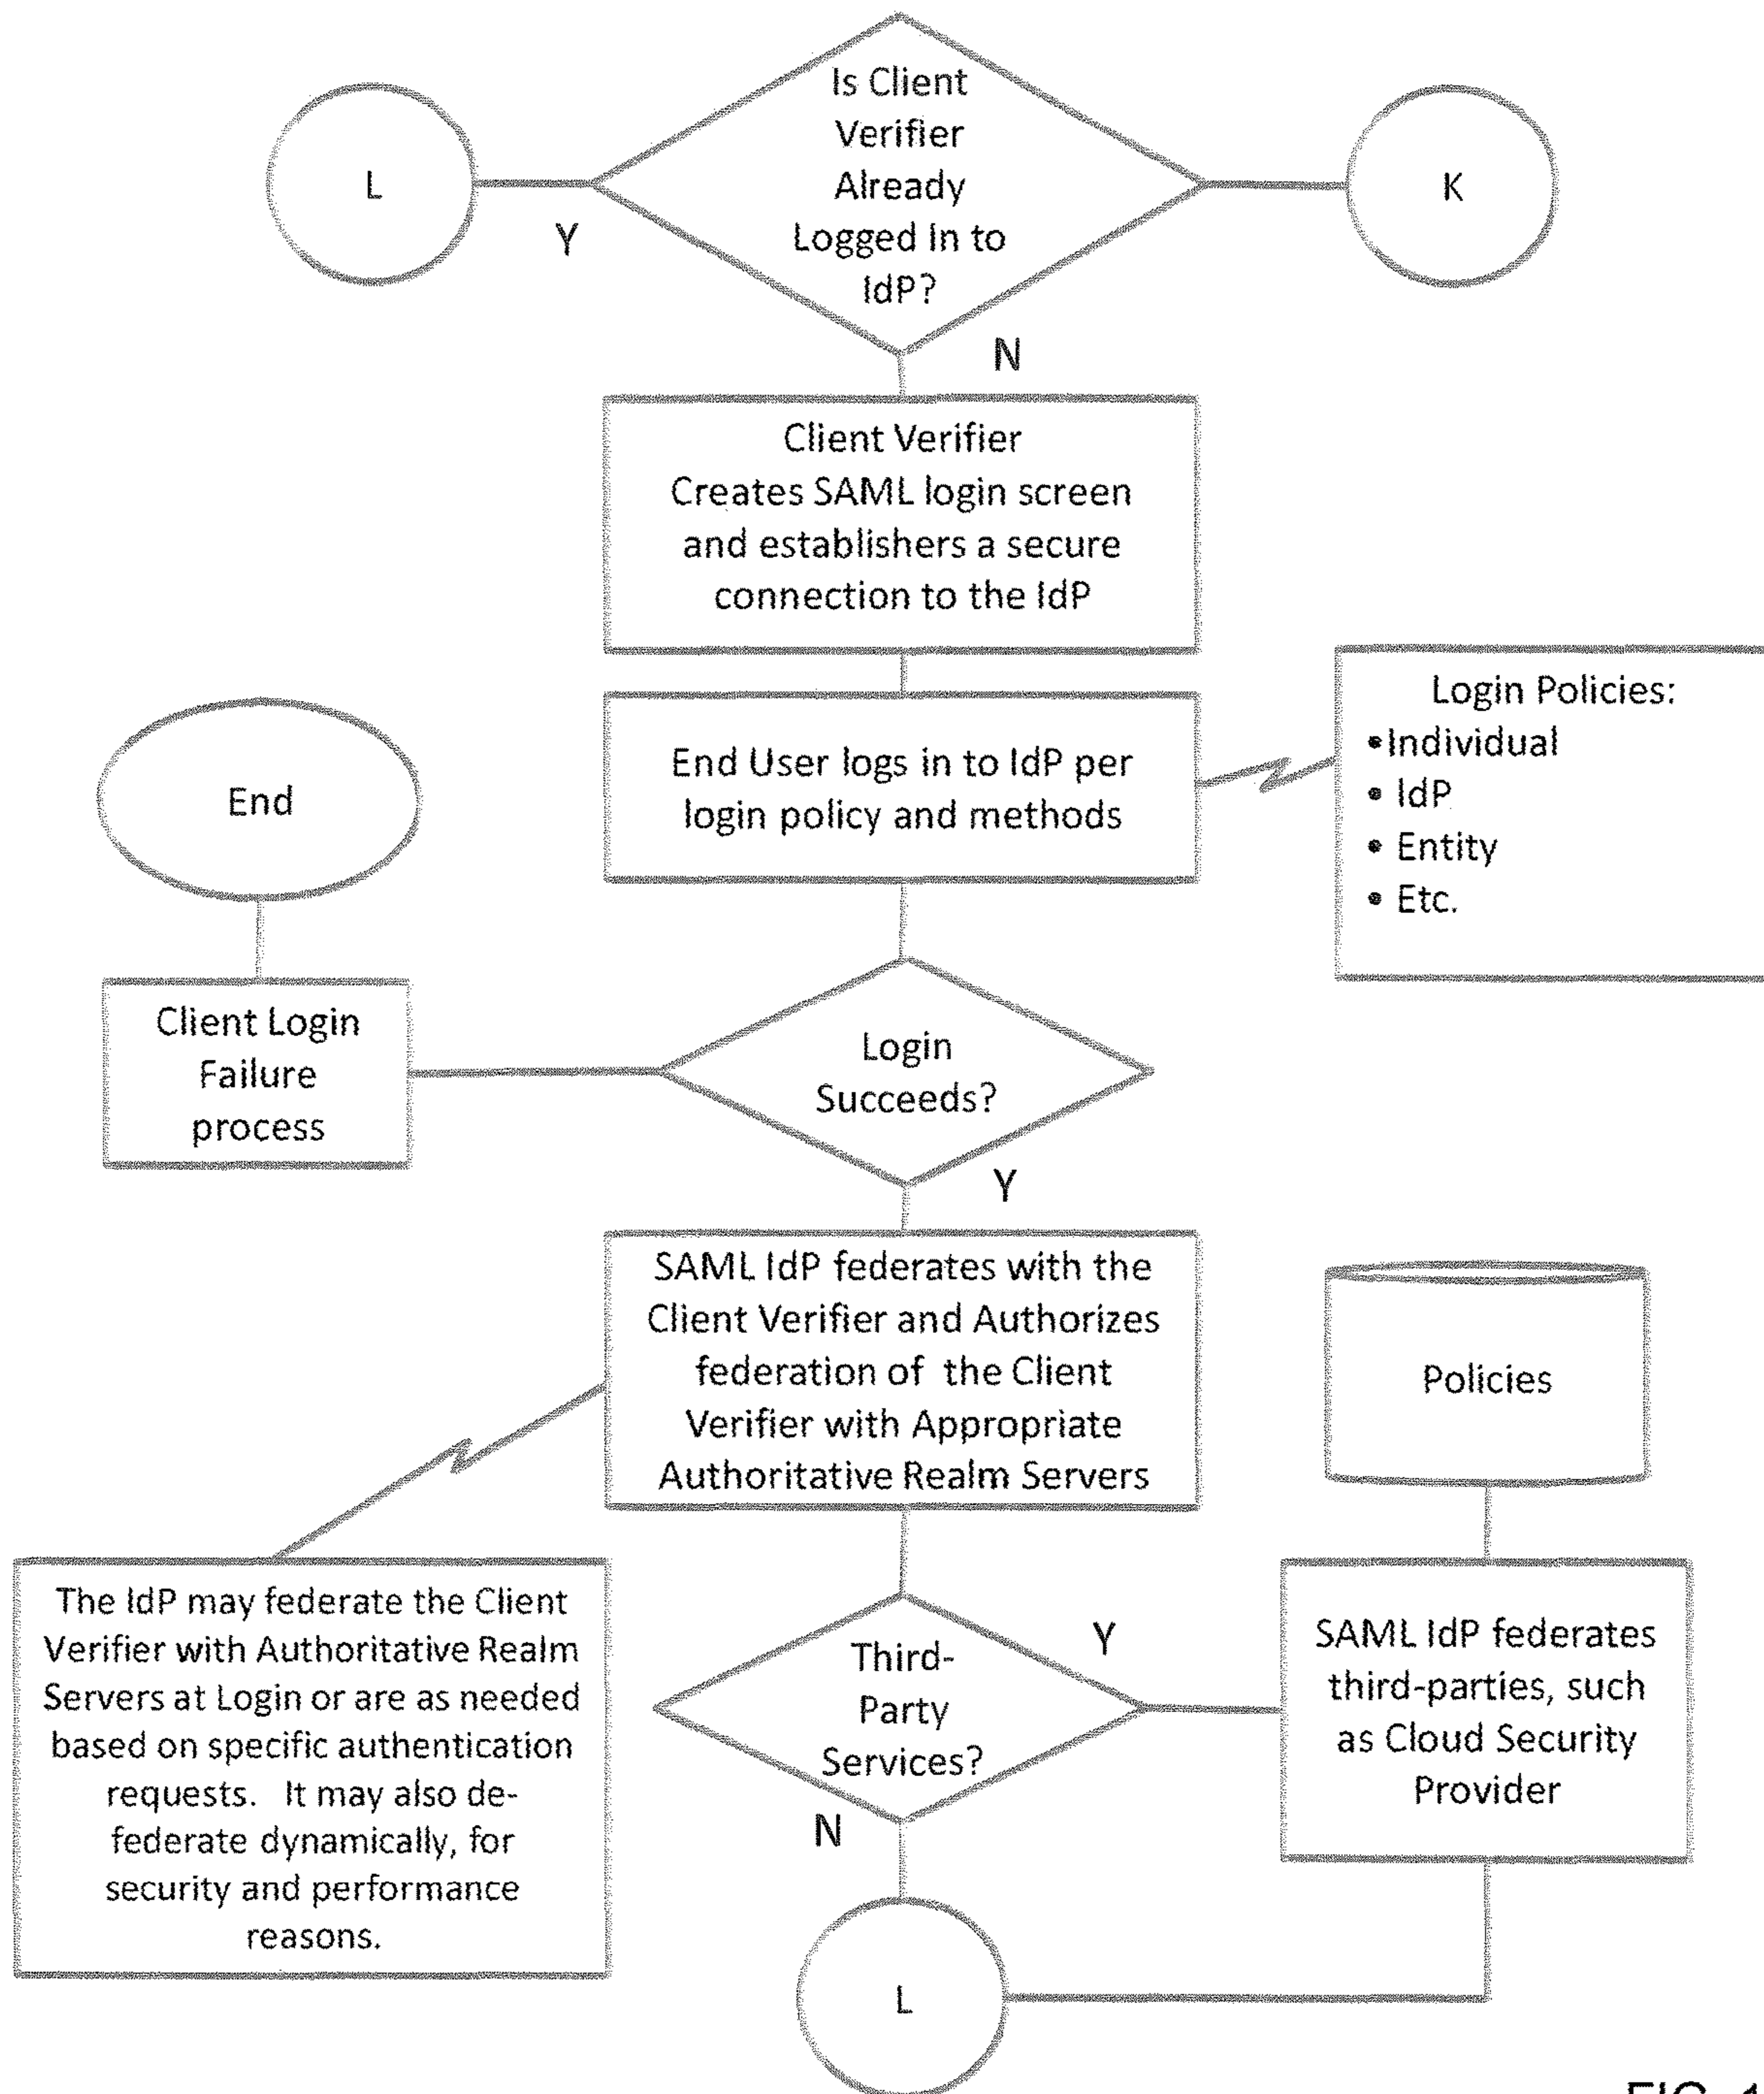 Is Client
Verifier
Already
Logged In to
IdP?
L
K
Y
N
Client Verifier
Creates SAML login screen
and establishers a secure
connection to the IdP
End User logs in to IdP per
login policy and methods
Login Policies:
•Individual
• IdP
• Entity
• Etc.
End
Client Login
Failure
process
Login
Succeeds?
Y
SAML IdP federates with the
Client Verifier and Authorizes
federation of the Client
Verifier with Appropriate
Authoritative Realm Servers
Policies
The IdP may federate the Client
Verifier with Authoritative Realm
Servers at Login or are as needed
based on specific authentication
requests. It may also de-
federate dynamically, for
security and performance
reasons.
Third-
Party
Services?
Y
N
SAML IdP federates
third-parties, such
as Cloud Security
Provider
L